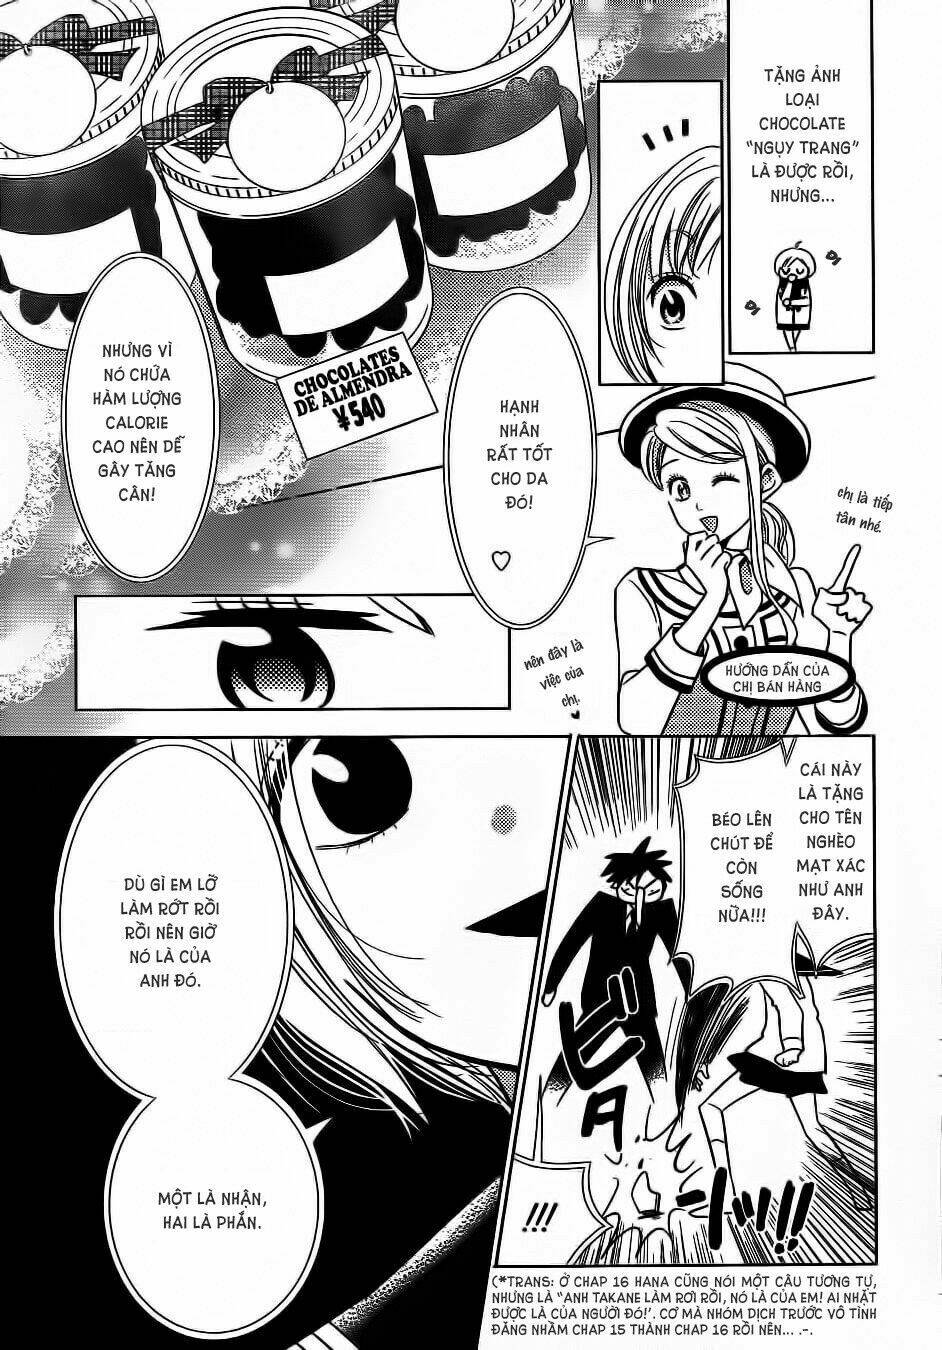 TẶNG ẢNH
LOẠI
CHOCOLATE
“NGỤY TRANG”
LÀ ĐƯỢC RỒI,
NHƯNG...
HẠNH
NHÂN
RẤT TỐT
CHO DA
ĐÓ!
NHƯNG VÌ
NÓ CHỨA
HÀM LƯỢNG
CALORIE
CAO NÊN DỄ
GÂY TĂNG
CÂN!
CHOCOLATES
DE ALMENDRA
¥540
chị là tiếp
tân nhé.
HƯỚNG DẪN CỦA
CHỊ BÁN HÀNG
nên đây là
việc của
chị.
CÁI NÀY
LÀ TẶNG
CHO TÊN
NGHÈO
MẠT XÁC
NHƯ ANH
ĐÂY.
BÉO LÊN
CHÚT ĐỂ
CÒN
SỐNG
NỮA!!!
ビタ
ーッ!!
!!!
DÙ GÌ EM LỠ
LÀM RỚT RỒI
RỒI NÊN GIỜ
NÓ LÀ CỦA
ANH ĐÓ.
MỘT LÀ NHẬN,
HAI LÀ PHẮN.
(*TRANS: Ở CHAP 16 HANA CŨNG NÓI MỘT CÂU TƯƠNG TỰ,
NHƯNG LÀ “ANH TAKANE LÀM RƠI RỒI, NÓ LÀ CỦA EM! AI NHẶT
ĐƯỢC LÀ CỦA NGƯỜI ĐÓ!’. CƠ MÀ NHÓM DỊCH TRƯỚC VÔ TÌNH
ĐĂNG NHẦM CHAP 15 THÀNH CHAP 16 RỒI NÊN... .-.